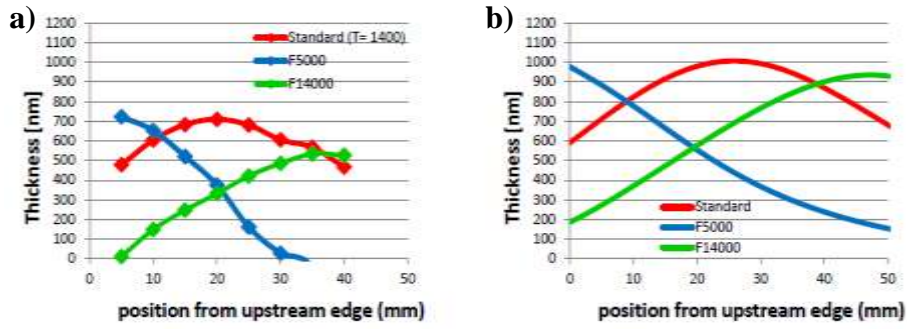 a)
1200
1100
1000
900
800
700
600
500
400
300
200
100
0
Thickness [nm]
Standard (T= 1400)
F5000
F14000
0 10 20 30 40 50
position from upstream edge (mm)
b)
1200
1100
1000
900
800
700
600
500
400
300
200
100
0
Thickness [nm]
Standard
F5000
F14000
0 10 20 30 40 50
position from upstream edge (mm)